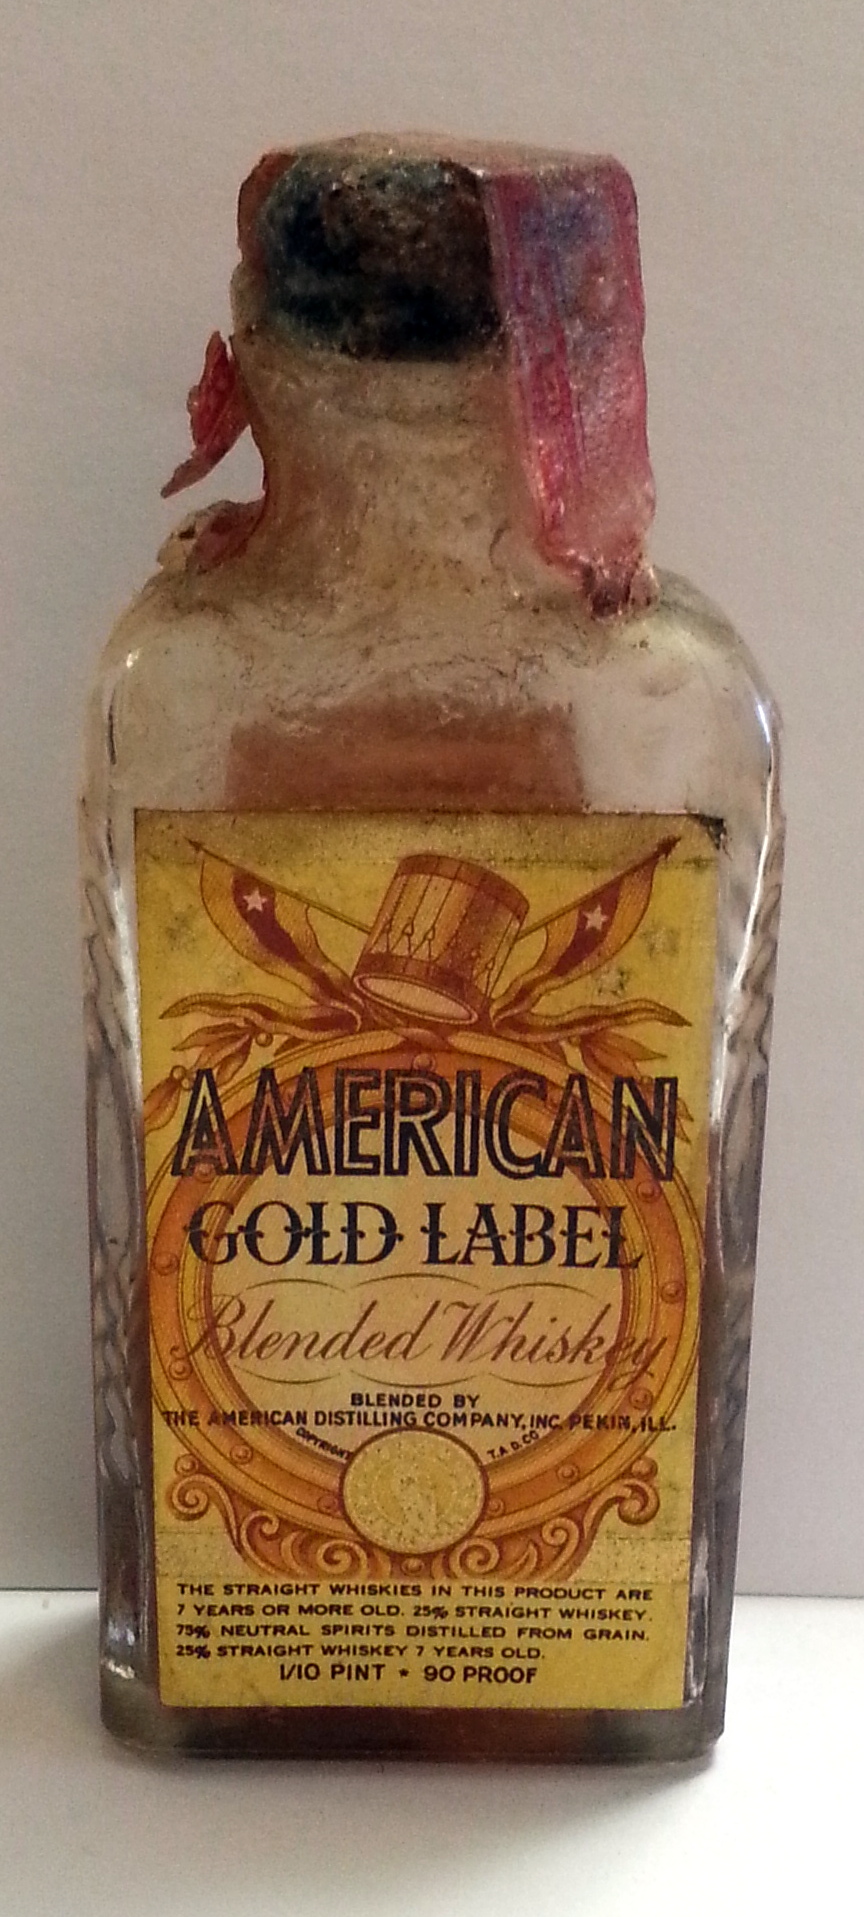 AMERICAN
GOLD LABEL
Blended Whiskey
BLENDED BY
THE AMERICAN DISTILLING COMPANY, INC. PEKIN, ILL.
COPYRIGHT T.A.D.CO
THE STRAIGHT WHISKIES IN THIS PRODUCT ARE
7 YEARS OR MORE OLD. 25% STRAIGHT WHISKEY.
75% NEUTRAL SPIRITS DISTILLED FROM GRAIN.
25% STRAIGHT WHISKEY 7 YEARS OLD.
1/10 PINT ★ 90 PROOF